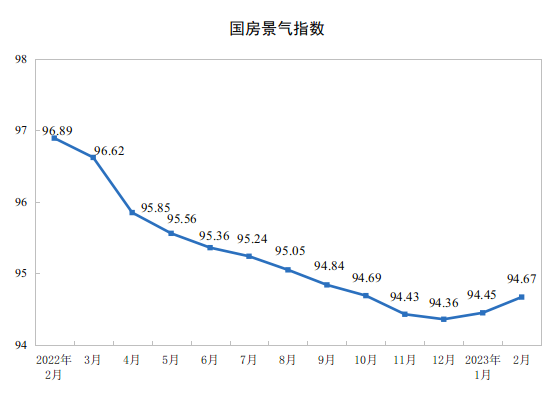 国房景气指数
98
97
96
95
94
96.89
96.62
95.85
95.56
95.36
95.24
95.05
94.84
94.69
94.43
94.36
94.45
94.67
2022年
2月
3月
4月
5月
6月
7月
8月
9月
10月
11月
12月
2023年
1月
2月